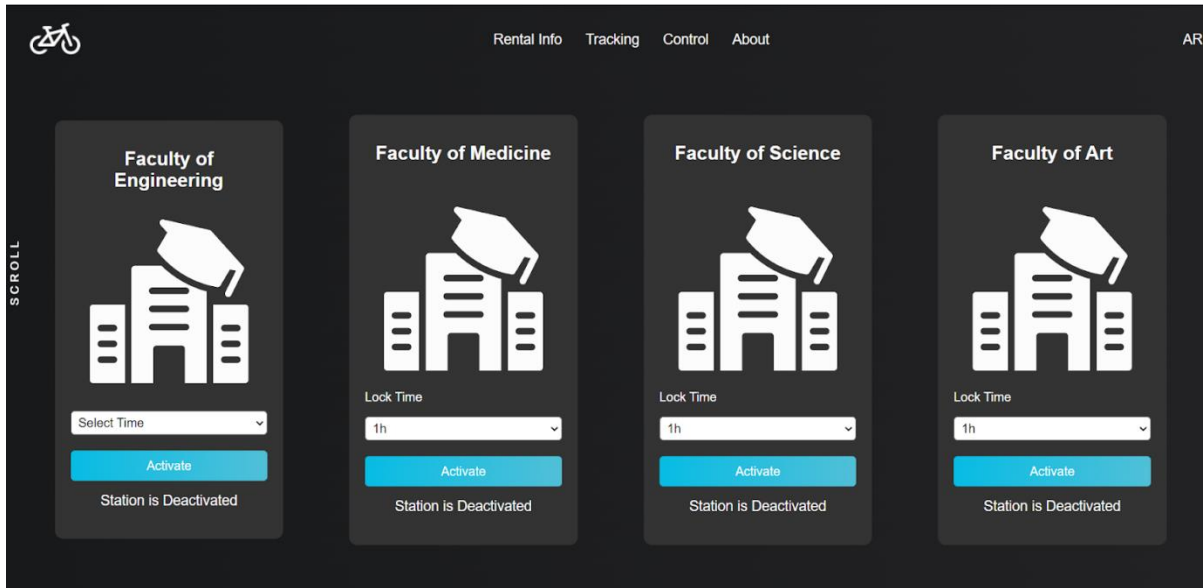 Rental Info Tracking Control About AR
SCROLL
Faculty of
Engineering
Select Time
Activate
Station is Deactivated
Faculty of Medicine
Lock Time
1h
Activate
Station is Deactivated
Faculty of Science
Lock Time
1h
Activate
Station is Deactivated
Faculty of Art
Lock Time
1h
Activate
Station is Deactivated